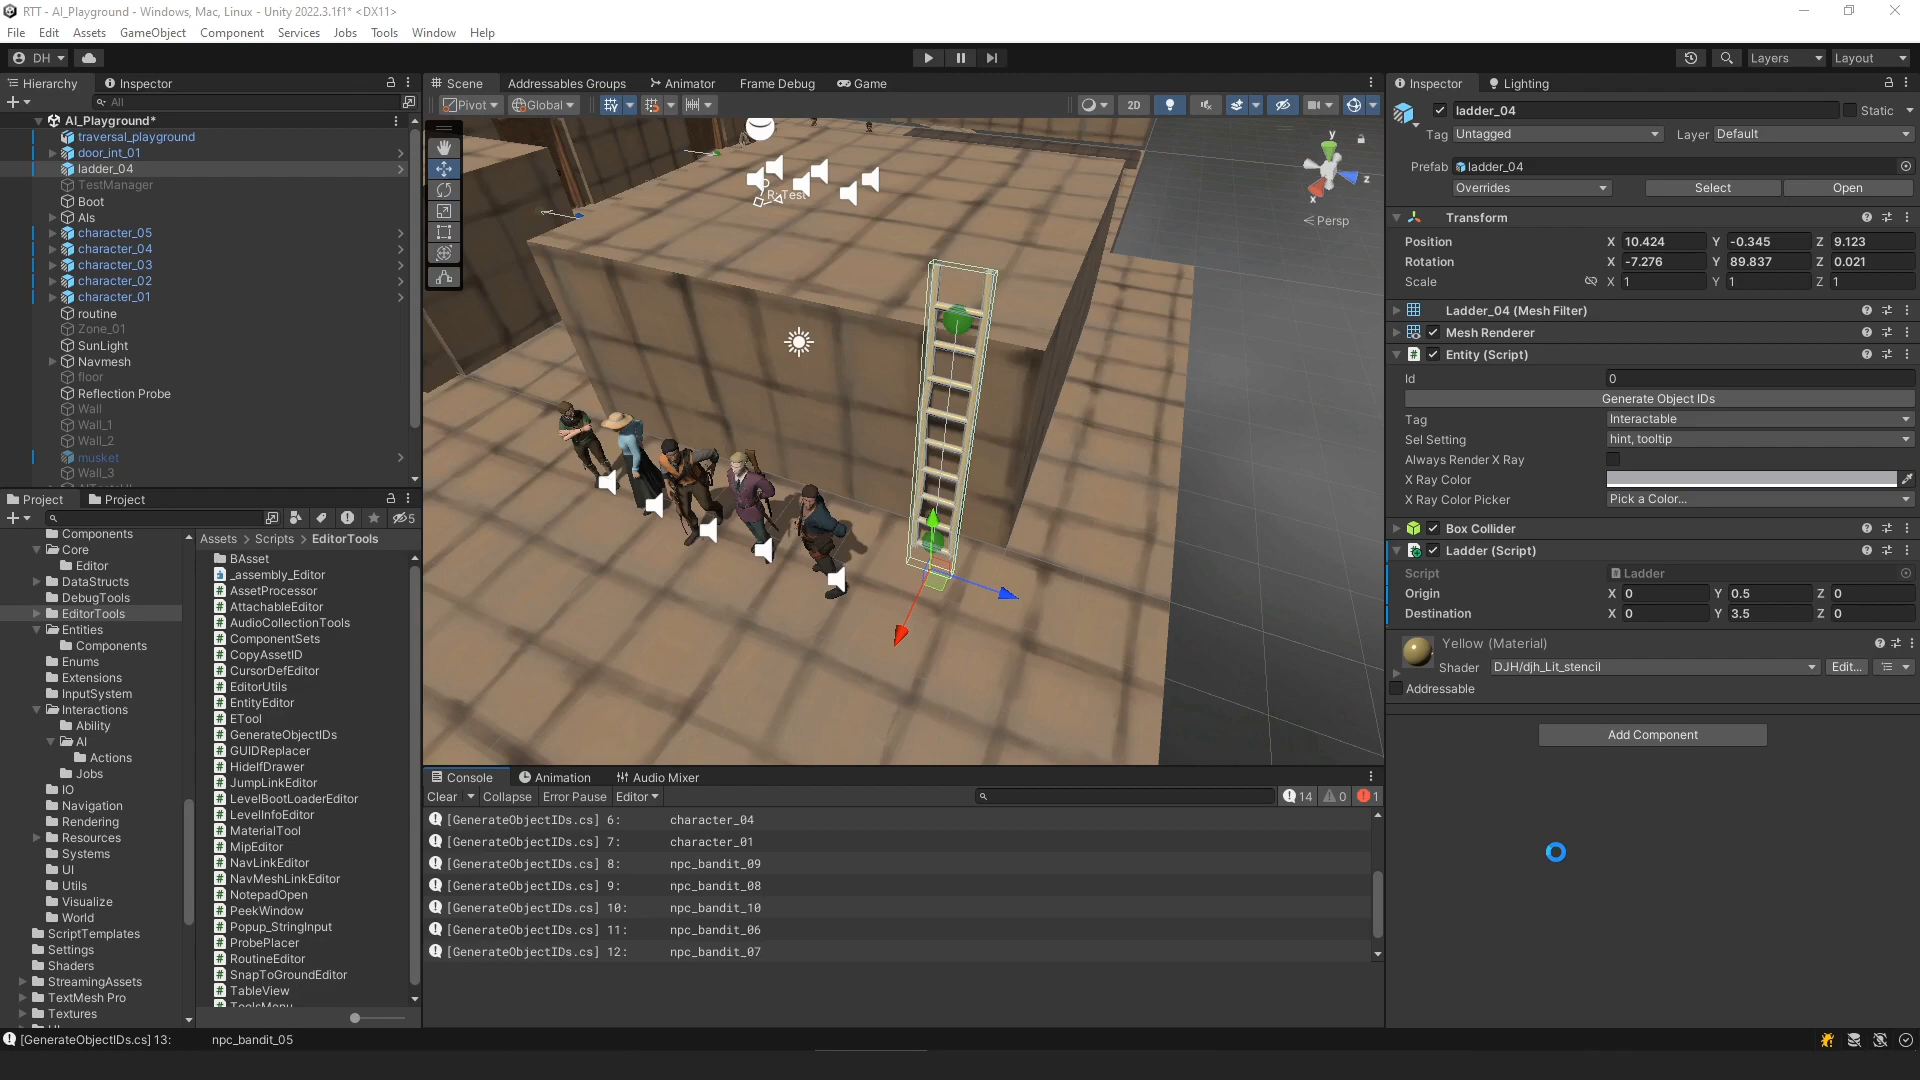 RTT - AI_Playground - Windows, Mac, Linux - Unity 2022.3.1f1* <DX11>
File Edit Assets GameObject Component Services Jobs Tools Window Help
DH
Layers
Layout
Hierarchy
Inspector
All
AI_Playground*
traversal_playground
door_int_01
ladder_04
TestManager
Boot
AIs
character_05
character_04
character_03
character_02
character_01
routine
Zone_01
SunLight
Navmesh
floor
Reflection Probe
Wall
Wall_1
Wall_2
musket
Wall_3
Scene
Addressables Groups
Animator
Frame Debug
Game
Pivot
Global
2D
y
z
x
Persp
Inspector
Lighting
ladder_04
Static
Tag Untagged
Layer Default
Prefab ladder_04
Overrides
Select
Open
Transform
Position X 10.424 Y -0.345 Z 9.123
Rotation X -7.276 Y 89.837 Z 0.021
Scale X 1 Y 1 Z 1
Ladder_04 (Mesh Filter)
Mesh Renderer
Entity (Script)
Id 0
Generate Object IDs
Tag Interactable
Sel Setting hint, tooltip
Always Render X Ray
X Ray Color
X Ray Color Picker Pick a Color...
Box Collider
Ladder (Script)
Script Ladder
Origin X 0 Y 0.5 Z 0
Destination X 0 Y 3.5 Z 0
Yellow (Material)
Shader DJH/djh_Lit_stencil Edit...
Addressable
Add Component
Project
Project
5
Components
Core
Editor
DataStructs
DebugTools
EditorTools
Entities
Components
Enums
Extensions
InputSystem
Interactions
Ability
AI
Actions
Jobs
IO
Navigation
Rendering
Resources
Systems
UI
Utils
Visualize
World
ScriptTemplates
Settings
Shaders
StreamingAssets
TextMesh Pro
Textures
Assets > Scripts > EditorTools
BAsset
_assembly_Editor
AssetProcessor
AttachableEditor
AudioCollectionTools
ComponentSets
CopyAssetID
CursorDefEditor
EditorUtils
EntityEditor
ETool
GenerateObjectIDs
GUIDReplacer
HideIfDrawer
JumpLinkEditor
LevelBootLoaderEditor
LevelInfoEditor
MaterialTool
MipEditor
NavLinkEditor
NavMeshLinkEditor
NotepadOpen
PeekWindow
Popup_StringInput
ProbePlacer
RoutineEditor
SnapToGroundEditor
TableView
ToolsMenu
Console
Animation
Audio Mixer
Clear
Collapse
Error Pause
Editor
14
0
1
[GenerateObjectIDs.cs] 6: character_04
[GenerateObjectIDs.cs] 7: character_01
[GenerateObjectIDs.cs] 8: npc_bandit_09
[GenerateObjectIDs.cs] 9: npc_bandit_08
[GenerateObjectIDs.cs] 10: npc_bandit_10
[GenerateObjectIDs.cs] 11: npc_bandit_06
[GenerateObjectIDs.cs] 12: npc_bandit_07
[GenerateObjectIDs.cs] 13: npc_bandit_05